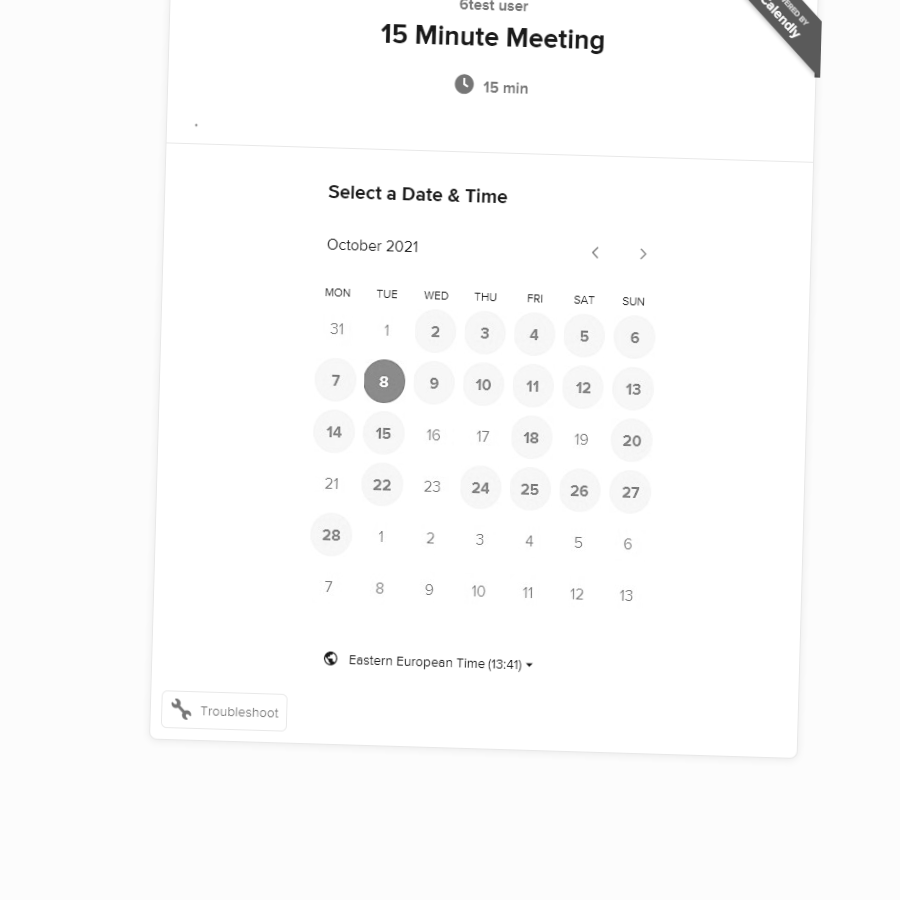 6test user
15 Minute Meeting
15 min
POWERED BY
Calendly
.
Select a Date & Time
October 2021
MON TUE WED THU FRI SAT SUN
31 1 2 3 4 5 6
7 8 9 10 11 12 13
14 15 16 17 18 19 20
21 22 23 24 25 26 27
28 1 2 3 4 5 6
7 8 9 10 11 12 13
Eastern European Time (13:41)
Troubleshoot